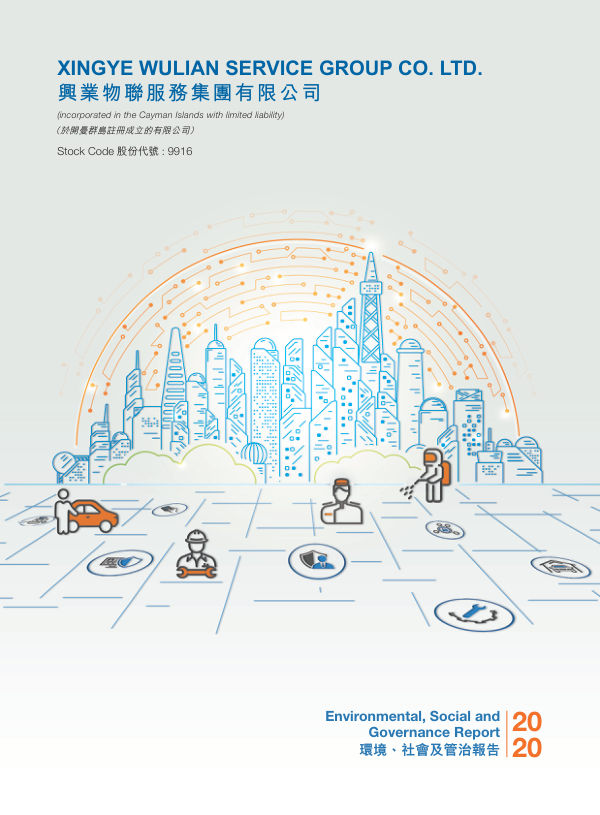 XINGYE WULIAN SERVICE GROUP CO. LTD.
興業物聯服務集團有限公司
(incorporated in the Cayman Islands with limited liability)
(於開曼群島註冊成立的有限公司)
Stock Code 股份代號 : 9916
Environmental, Social and
Governance Report
環境、社會及管治報告
20
20